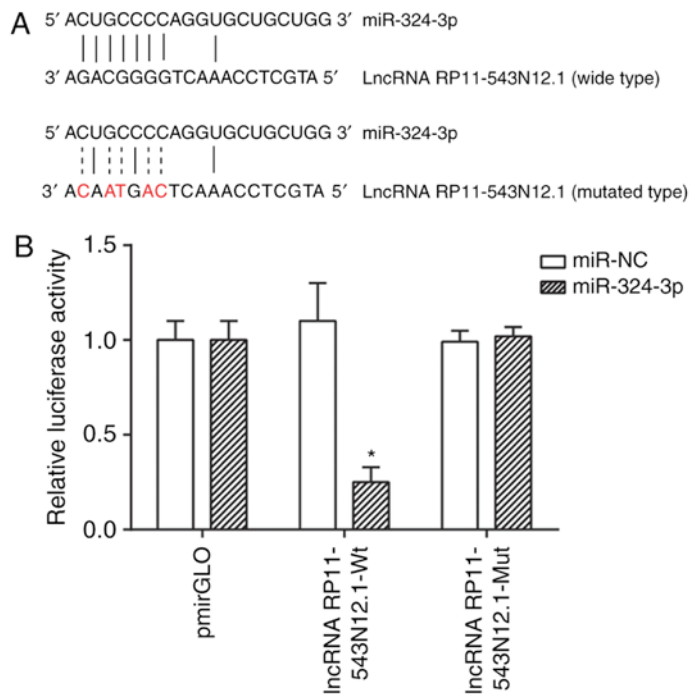 A
5′ ACUGCCCCAGGUGCUGCUGG 3′ miR-324-3p
3′ AGACGGGGTCAAACCTCGTA 5′ LncRNA RP11-543N12.1 (wide type)
5′ ACUGCCCCAGGUGCUGCUGG 3′ miR-324-3p
3′ ACAATGACTCAAACCTCGTA 5′ LncRNA RP11-543N12.1 (mutated type)
B
Relative luciferase activity
1.5
1.0
0.5
0.0
*
miR-NC
miR-324-3p
pmirGLO
lncRNA RP11-
543N12.1-Wt
lncRNA RP11-
543N12.1-Mut